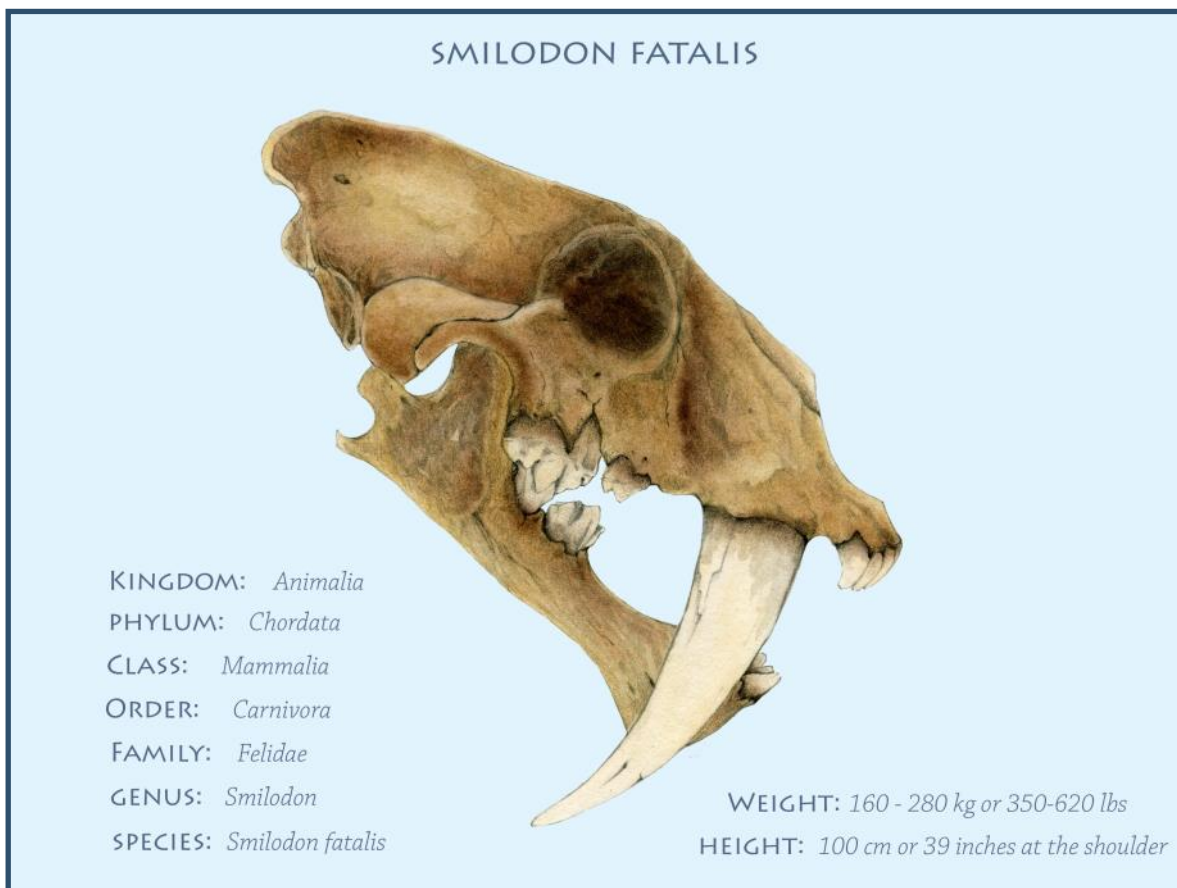 SMILODON FATALIS
KINGDOM: Animalia
PHYLUM: Chordata
CLASS: Mammalia
ORDER: Carnivora
FAMILY: Felidae
GENUS: Smilodon
SPECIES: Smilodon fatalis
WEIGHT: 160 - 280 kg or 350-620 lbs
HEIGHT: 100 cm or 39 inches at the shoulder